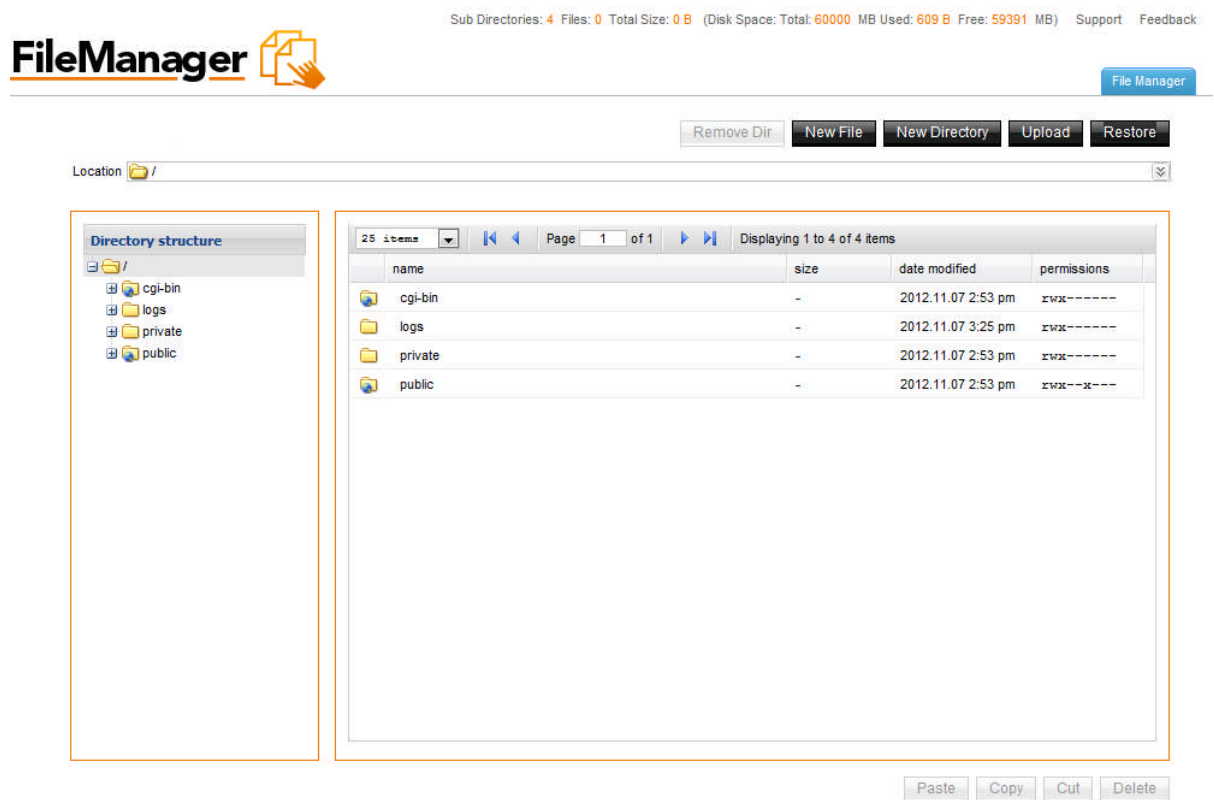 Sub Directories: 4 Files: 0 Total Size: 0 B (Disk Space: Total: 60000 MB Used: 609 B Free: 59391 MB) Support Feedback
FileManager
File Manager
Remove Dir New File New Directory Upload Restore
Location /
Directory structure
/
cgi-bin
logs
private
public
25 items Page 1 of 1 Displaying 1 to 4 of 4 items
name size date modified permissions
cgi-bin - 2012.11.07 2:53 pm rwx------
logs - 2012.11.07 3:25 pm rwx------
private - 2012.11.07 2:53 pm rwx------
public - 2012.11.07 2:53 pm rwx--x---
Paste Copy Cut Delete